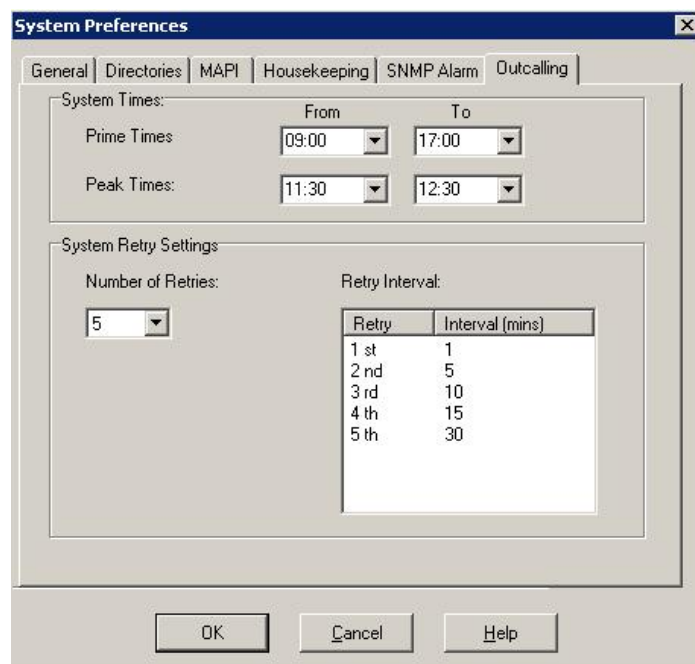 System Preferences
General Directories MAPI Housekeeping SNMP Alarm Outcalling
System Times:
From To
Prime Times 09:00 17:00
Peak Times: 11:30 12:30
System Retry Settings
Number of Retries: Retry Interval:
5
Retry Interval (mins)
1 st 1
2 nd 5
3 rd 10
4 th 15
5 th 30
OK Cancel Help